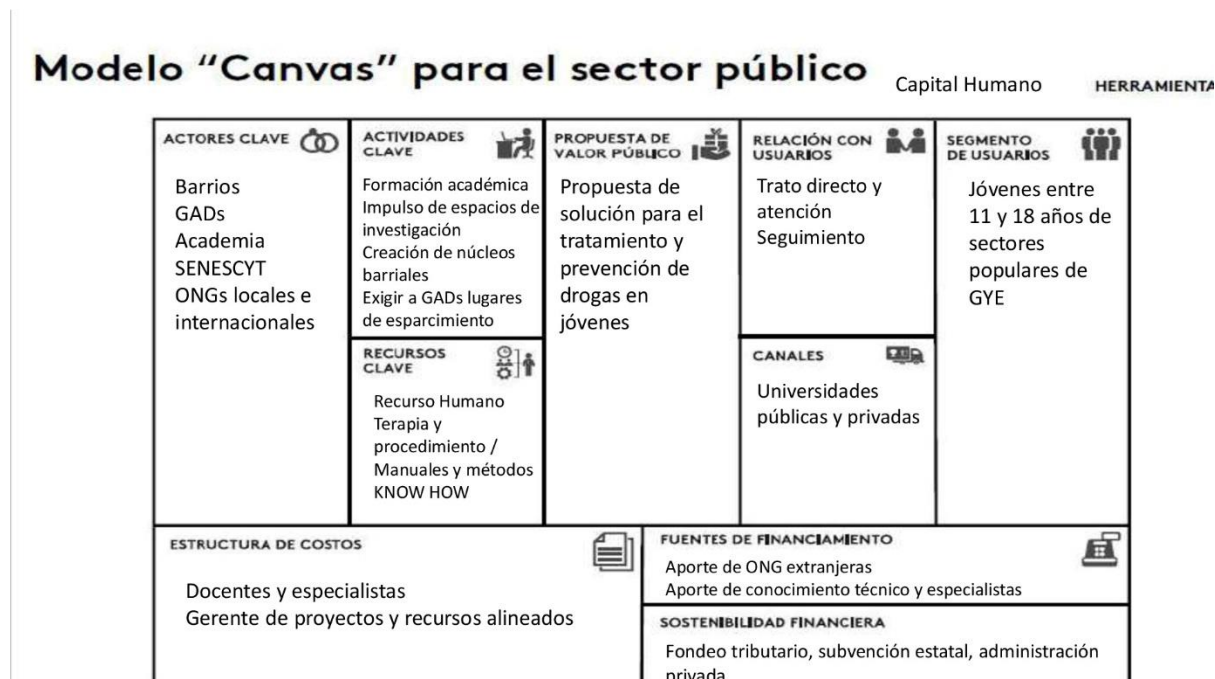 Modelo “Canvas” para el sector público
Capital Humano
HERRAMIENTA
ACTORES CLAVE
Barrios
GADs
Academia
SENESCYT
ONGs locales e
internacionales
ACTIVIDADES
CLAVE
Formación académica
Impulso de espacios de
investigación
Creación de núcleos
barriales
Exigir a GADs lugares
de esparcimiento
RECURSOS
CLAVE
Recurso Humano
Terapia y
procedimiento /
Manuales y métodos
KNOW HOW
PROPUESTA DE
VALOR PÚBLICO
Propuesta de
solución para el
tratamiento y
prevención de
drogas en
jóvenes
RELACIÓN CON
USUARIOS
Trato directo y
atención
Seguimiento
CANALES
Universidades
públicas y privadas
SEGMENTO
DE USUARIOS
Jóvenes entre
11 y 18 años de
sectores
populares de
GYE
ESTRUCTURA DE COSTOS
Docentes y especialistas
Gerente de proyectos y recursos alineados
FUENTES DE FINANCIAMIENTO
Aporte de ONG extranjeras
Aporte de conocimiento técnico y especialistas
SOSTENIBILIDAD FINANCIERA
Fondeo tributario, subvención estatal, administración
privada